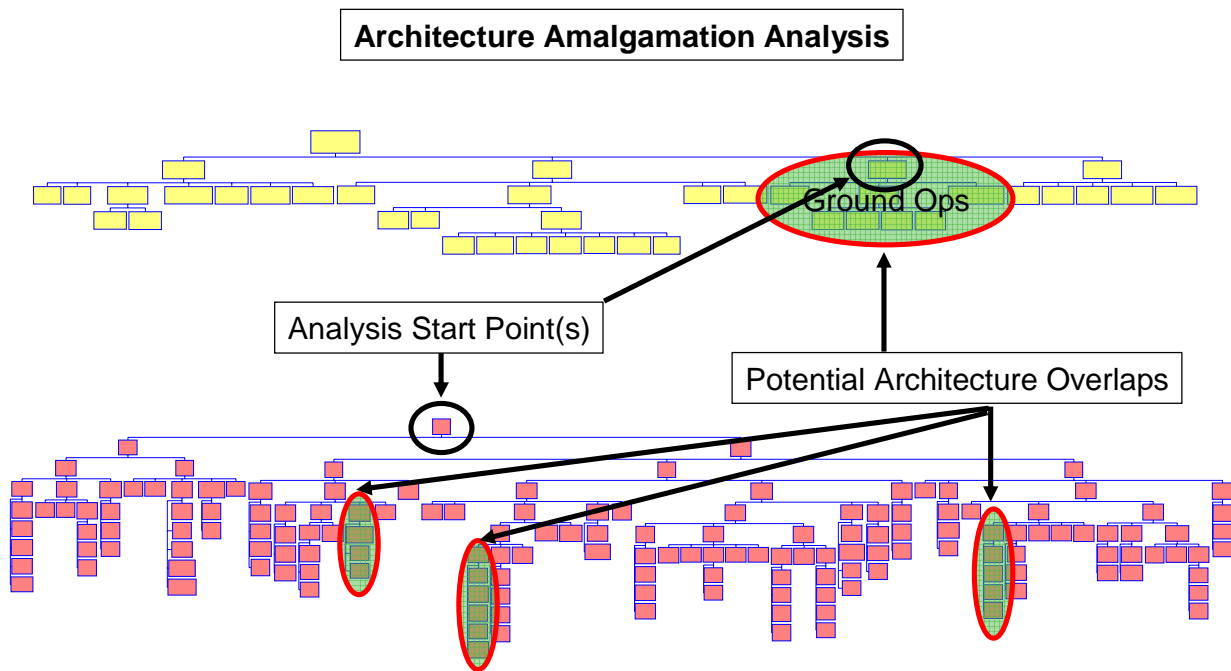 Architecture Amalgamation Analysis
Ground Ops
Analysis Start Point(s)
Potential Architecture Overlaps